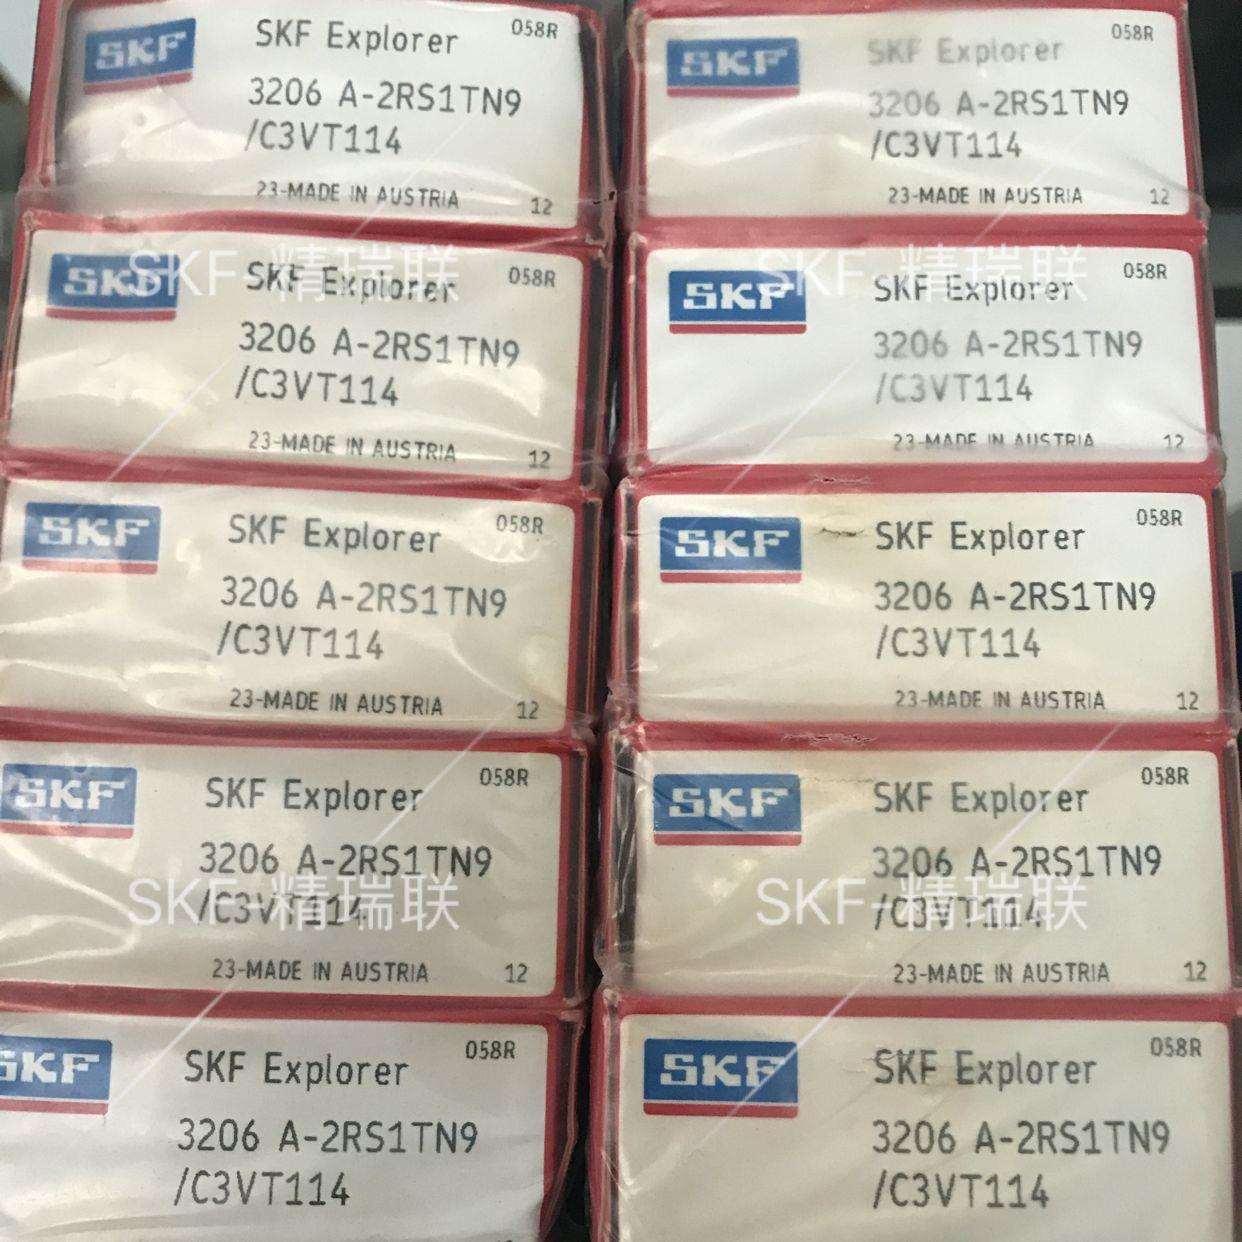 SKF
SKF Explorer
058R
3206 A-2RS1TN9
/C3VT114
23-MADE IN AUSTRIA
12
SKF
SKF Explorer
058R
3206 A-2RS1TN9
/C3VT114
23-MADE IN AUSTRIA
12
SKF
SKF Explorer
058R
3206 A-2RS1TN9
/C3VT114
23-MADE IN AUSTRIA
12
SKF-精瑞联
SKF
SKF Explorer
058R
3206 A-2RS1TN9
/C3VT114
23-MADE IN AUSTRIA
12
SKF-精瑞联
SKF
SKF Explorer
058R
3206 A-2RS1TN9
/C3VT114
23-MADE IN AUSTRIA
12
SKF
SKF Explorer
058R
3206 A-2RS1TN9
/C3VT114
23-MADE IN AUSTRIA
12
SKF
SKF Explorer
058R
3206 A-2RS1TN9
/C3VT114
23-MADE IN AUSTRIA
12
SKF-精瑞联
SKF
SKF Explorer
058R
3206 A-2RS1TN9
/C3VT114
23-MADE IN AUSTRIA
12
SKF-精瑞联
SKF
SKF Explorer
058R
3206 A-2RS1TN9
/C3VT114
SKF
SKF Explorer
058R
3206 A-2RS1TN9
/C3VT114